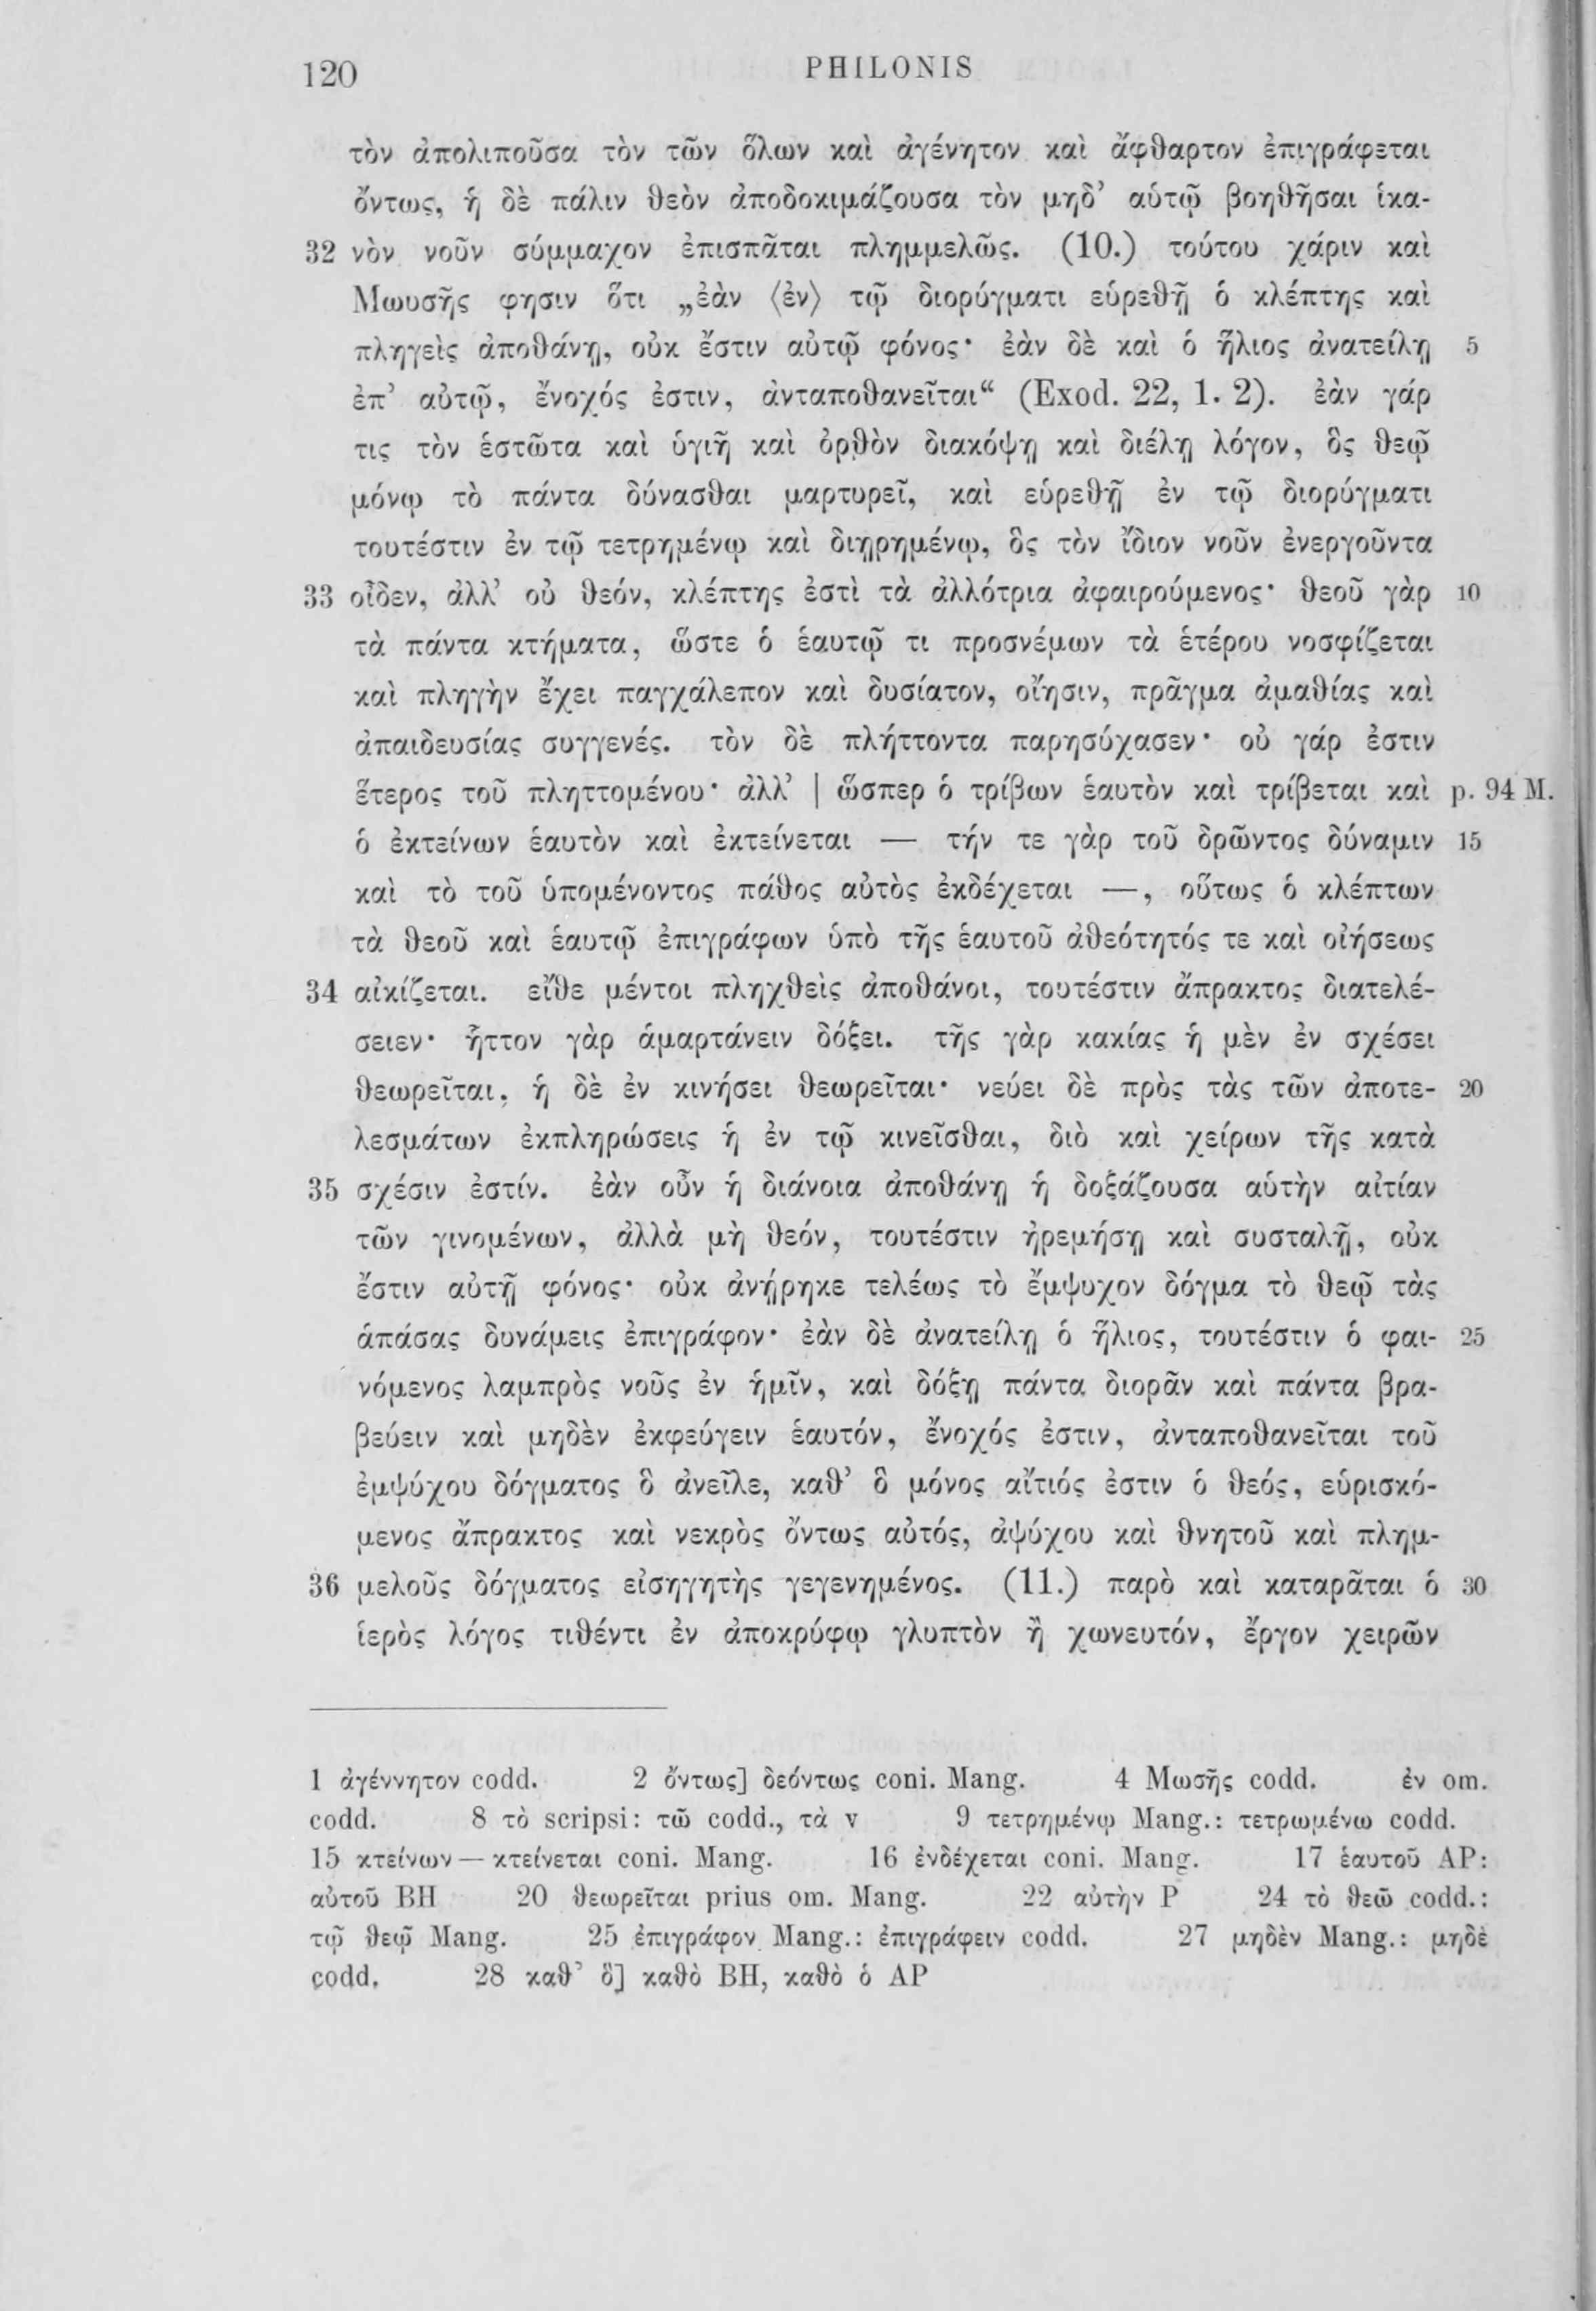 120 PHILONIS
τὸν ἀπολιποῦσα τὸν τῶν ὅλων καὶ ἀγένητον καὶ ἄφθαρτον ἐπιγράφεται
ὄντως, ἡ δὲ πάλιν θεὸν ἀποδοκιμάζουσα τὸν μηδ’ αὑτῷ βοηθῆσαι ἱκα-
32 νὸν νοῦν σύμμαχον ἐπισπᾶται πλημμελῶς. (10.) τούτου χάριν καὶ
Μωυσῆς φησιν ὅτι „ἐὰν ⟨ἐν⟩ τῷ διορύγματι εὑρεθῇ ὁ κλέπτης καὶ
πληγεὶς ἀποθάνῃ, οὐκ ἔστιν αὐτῷ φόνος· ἐὰν δὲ καὶ ὁ ἥλιος ἀνατείλῃ 5
ἐπ’ αὐτῷ, ἔνοχός ἐστιν, ἀνταποθανεῖται“ (Exod. 22, 1. 2). ἐὰν γάρ
τις τὸν ἑστῶτα καὶ ὑγιῆ καὶ ὀρθὸν διακόψῃ καὶ διέλῃ λόγον, ὃς θεῷ
μόνῳ τὸ πάντα δύνασθαι μαρτυρεῖ, καὶ εὑρεθῇ ἐν τῷ διορύγματι
τουτέστιν ἐν τῷ τετρημένῳ καὶ διῃρημένῳ, ὃς τὸν ἴδιον νοῦν ἐνεργοῦντα
33 οἶδεν, ἀλλ’ οὐ θεόν, κλέπτης ἐστὶ τὰ ἀλλότρια ἀφαιρούμενος· θεοῦ γὰρ 10
τὰ πάντα κτήματα, ὥστε ὁ ἑαυτῷ τι προσνέμων τὰ ἑτέρου νοσφίζεται
καὶ πληγὴν ἔχει παγχάλεπον καὶ δυσίατον, οἴησιν, πρᾶγμα ἀμαθίας καὶ
ἀπαιδευσίας συγγενές. τὸν δὲ πλήττοντα παρησύχασεν· οὐ γάρ ἐστιν
ἕτερος τοῦ πληττομένου· ἀλλ’ | ὥσπερ ὁ τρίβων ἑαυτὸν καὶ τρίβεται καὶ p. 94 M.
ὁ ἐκτείνων ἑαυτὸν καὶ ἐκτείνεται — τήν τε γὰρ τοῦ δρῶντος δύναμιν 15
καὶ τὸ τοῦ ὑπομένοντος πάθος αὐτὸς ἐκδέχεται —, οὕτως ὁ κλέπτων
τὰ θεοῦ καὶ ἑαυτῷ ἐπιγράφων ὑπὸ τῆς ἑαυτοῦ ἀθεότητός τε καὶ οἰήσεως
34 αἰκίζεται. εἴθε μέντοι πληχθεὶς ἀποθάνοι, τουτέστιν ἄπρακτος διατελέ-
σειεν· ἧττον γὰρ ἁμαρτάνειν δόξει. τῆς γὰρ κακίας ἡ μὲν ἐν σχέσει
θεωρεῖται, ἡ δὲ ἐν κινήσει θεωρεῖται· νεύει δὲ πρὸς τὰς τῶν ἀποτε- 20
λεσμάτων ἐκπληρώσεις ἡ ἐν τῷ κινεῖσθαι, διὸ καὶ χείρων τῆς κατὰ
35 σχέσιν ἐστίν. ἐὰν οὖν ἡ διάνοια ἀποθάνῃ ἡ δοξάζουσα αὑτὴν αἰτίαν
τῶν γινομένων, ἀλλὰ μὴ θεόν, τουτέστιν ἠρεμήσῃ καὶ συσταλῇ, οὐκ
ἔστιν αὐτῇ φόνος· οὐκ ἀνῄρηκε τελέως τὸ ἔμψυχον δόγμα τὸ θεῷ τὰς
ἁπάσας δυνάμεις ἐπιγράφον· ἐὰν δὲ ἀνατείλῃ ὁ ἥλιος, τουτέστιν ὁ φαι- 25
νόμενος λαμπρὸς νοῦς ἐν ἡμῖν, καὶ δόξῃ πάντα διορᾶν καὶ πάντα βρα-
βεύειν καὶ μηδὲν ἐκφεύγειν ἑαυτόν, ἔνοχός ἐστιν, ἀνταποθανεῖται τοῦ
ἐμψύχου δόγματος ὃ ἀνεῖλε, καθ’ ὃ μόνος αἴτιός ἐστιν ὁ θεός, εὑρισκό-
μενος ἄπρακτος καὶ νεκρὸς ὄντως αὐτός, ἀψύχου καὶ θνητοῦ καὶ πλημ-
36 μελοῦς δόγματος εἰσηγητὴς γεγενημένος. (11.) παρὸ καὶ καταρᾶται ὁ 30
ἱερὸς λόγος τιθέντι ἐν ἀποκρύφῳ γλυπτὸν ἢ χωνευτόν, ἔργον χειρῶν
1 ἀγέννητον codd. 2 ὄντως] δεόντως coni. Mang. 4 Μωσῆς codd. ἐν om.
codd. 8 τὸ scripsi: τῶ codd., τὰ v 9 τετρημένῳ Mang.: τετρωμένω codd.
15 κτείνων — κτείνεται coni. Mang. 16 ἐνδέχεται coni. Mang. 17 ἑαυτοῦ AP:
αὐτοῦ BH 20 θεωρεῖται prius om. Mang. 22 αὐτὴν P 24 τὸ θεῶ codd.:
τῷ θεῷ Mang. 25 ἐπιγράφον Mang.: ἐπιγράφειν codd. 27 μηδὲν Mang.: μηδὲ
codd. 28 καθ’ ὃ] καθὸ BH, καθὸ ὁ AP